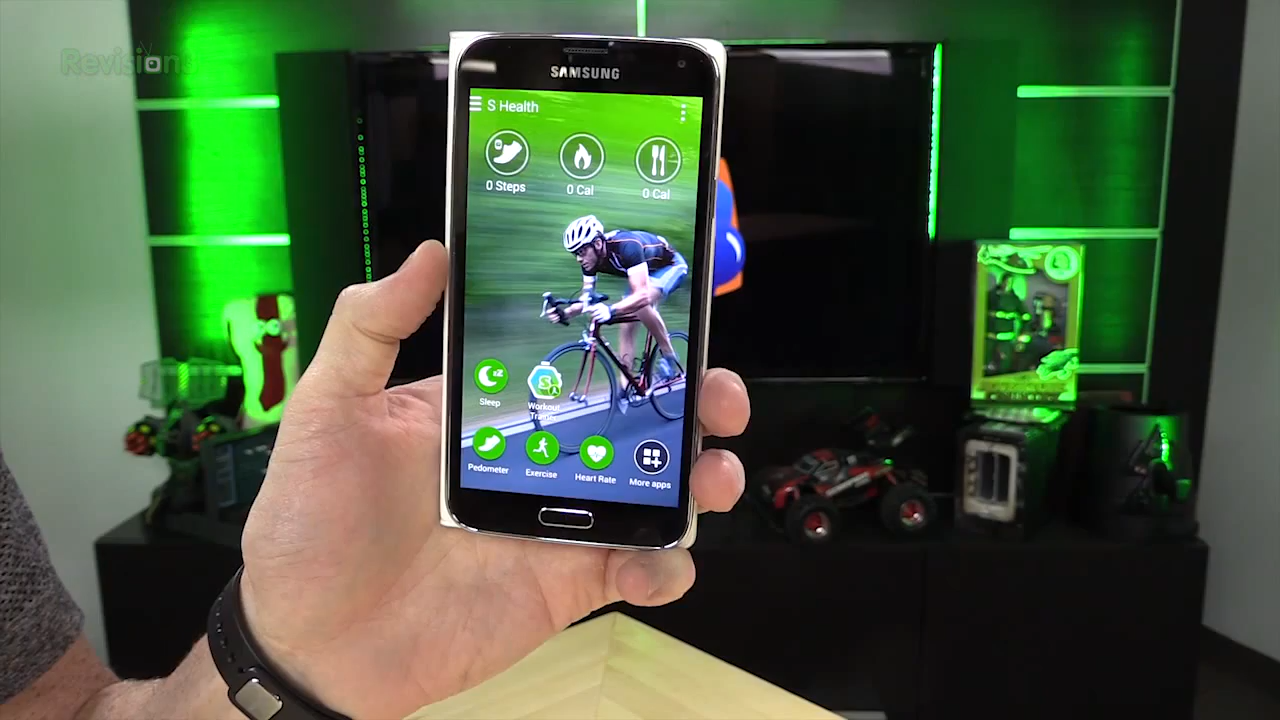 Revisions
SAMSUNG
S Health
0 Steps
0 Cal
0 Cal
Sleep
Workout
Trainer
Pedometer
Exercise
Heart Rate
More apps